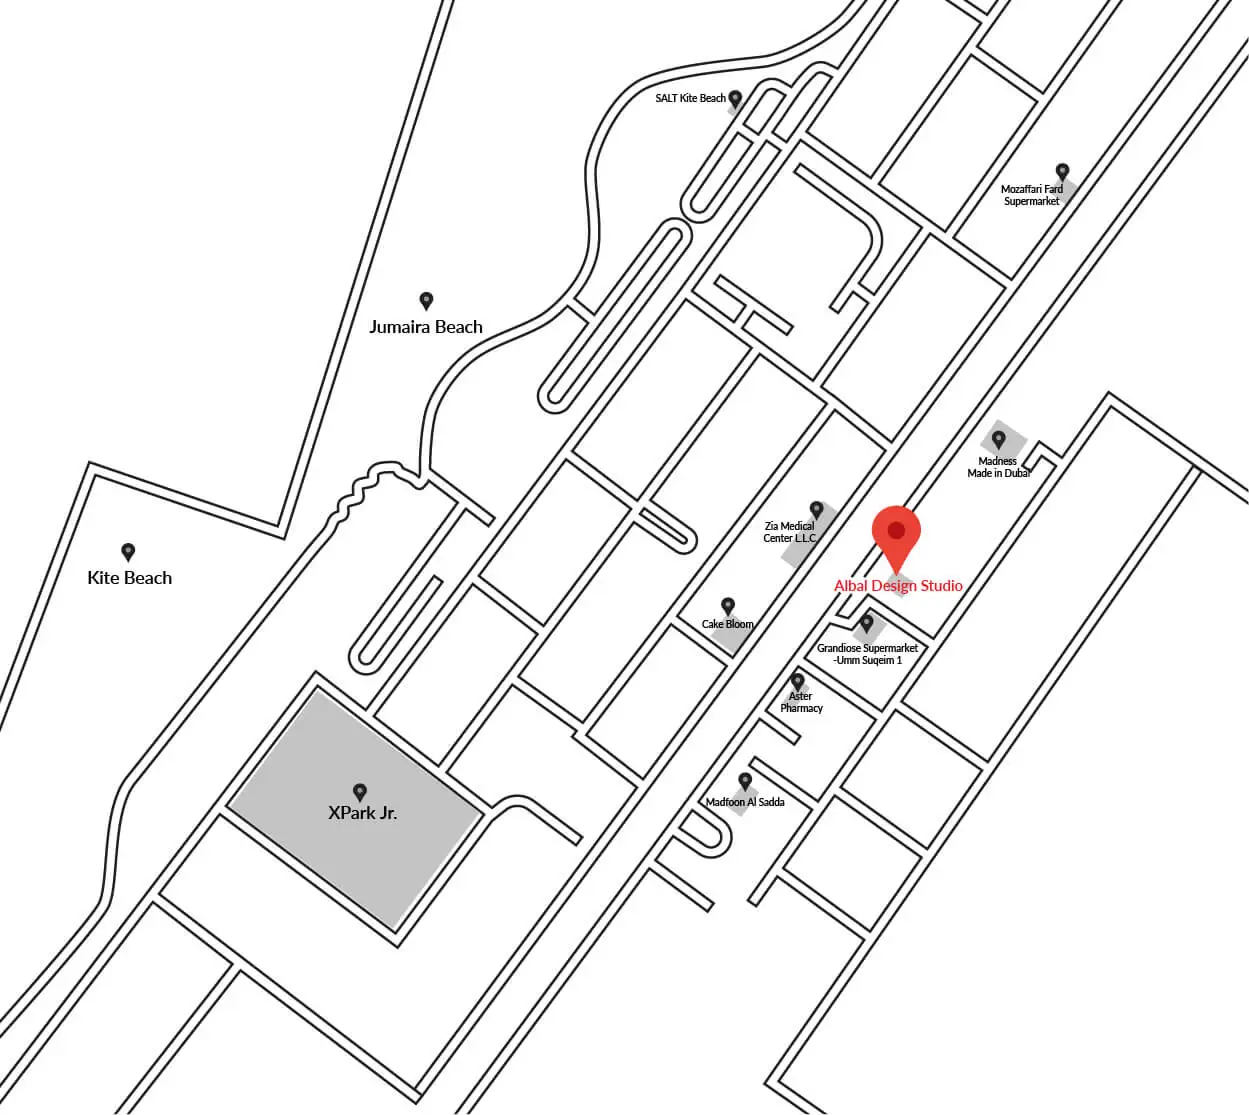 SALT Kite Beach
Mozaffari Fard
Supermarket
Jumaira Beach
Madness
Made in Dubai
Zia Medical
Center L.L.C.
Kite Beach
Albal Design Studio
Cake Bloom
Grandiose Supermarket
-Umm Suqeim 1
Aster
Pharmacy
XPark Jr.
Madfoon Al Sadda